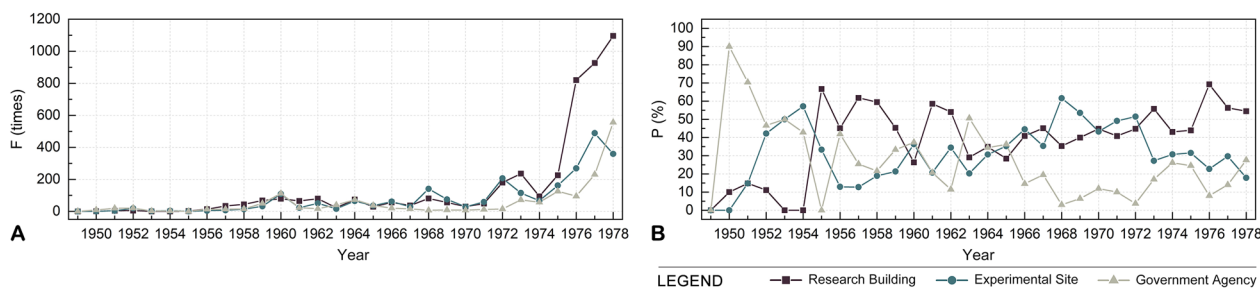 1200
1000
800
600
400
200
0
F (times)
1950 1952 1954 1956 1958 1960 1962 1964 1966 1968 1970 1972 1974 1976 1978
Year
A
100
90
80
70
60
50
40
30
20
10
0
P (%)
1950 1952 1954 1956 1958 1960 1962 1964 1966 1968 1970 1972 1974 1976 1978
Year
B
LEGEND Research Building Experimental Site Government Agency